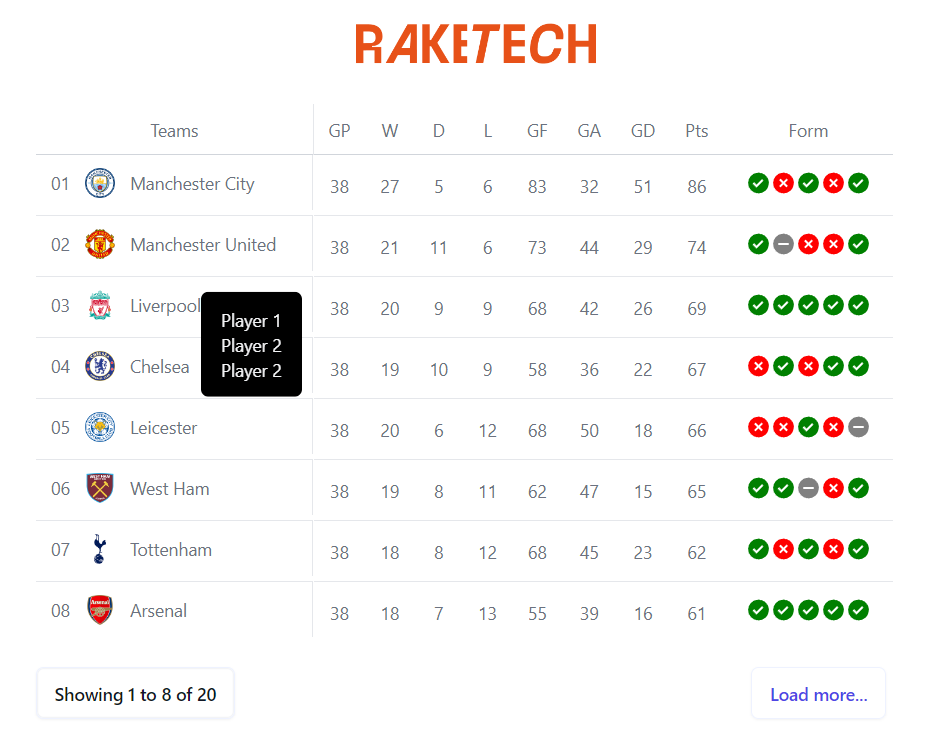 RAKETECH
Teams GP W D L GF GA GD Pts Form
01 Manchester City 38 27 5 6 83 32 51 86
02 Manchester United 38 21 11 6 73 44 29 74
03 Liverpool 38 20 9 9 68 42 26 69
Player 1
Player 2
Player 2
04 Chelsea 38 19 10 9 58 36 22 67
05 Leicester 38 20 6 12 68 50 18 66
06 West Ham 38 19 8 11 62 47 15 65
07 Tottenham 38 18 8 12 68 45 23 62
08 Arsenal 38 18 7 13 55 39 16 61
Showing 1 to 8 of 20
Load more...